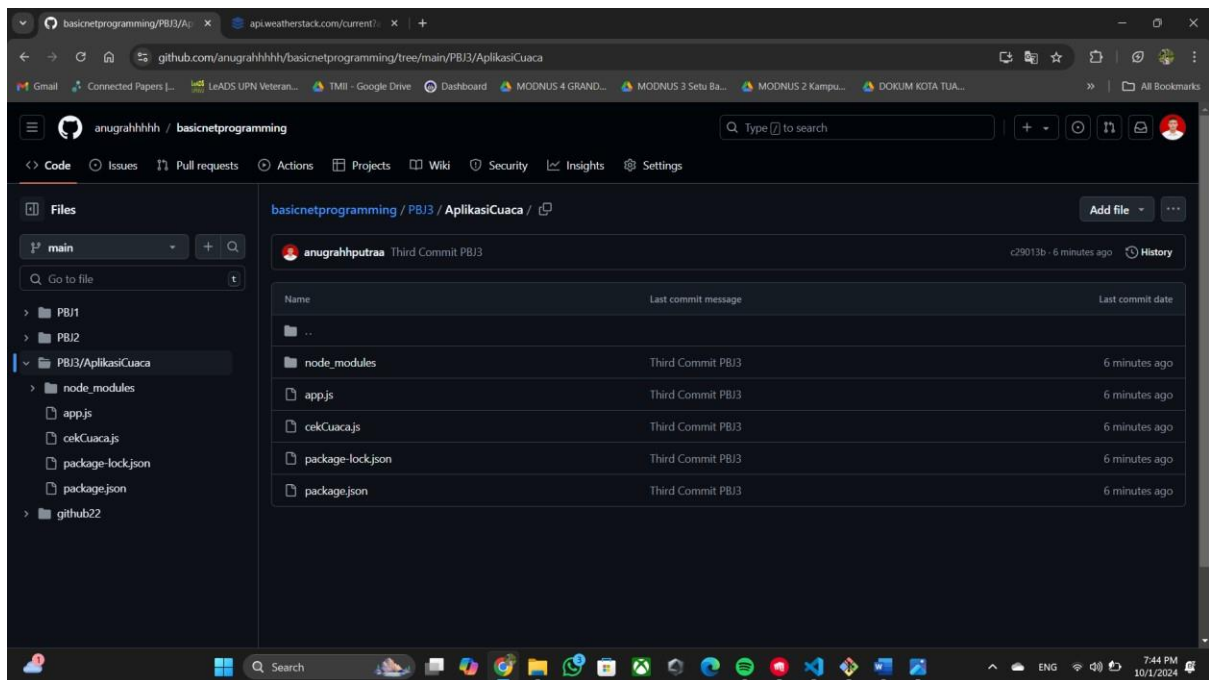 basicnetprogramming/PBJ3/Ap
api.weatherstack.com/current?
github.com/anugrahhhhh/basicnetprogramming/tree/main/PBJ3/AplikasiCuaca
Gmail Connected Papers |... LeADS UPN Veteran... TMII - Google Drive Dashboard MODNUS 4 GRAND... MODNUS 3 Setu Ba... MODNUS 2 Kampu... DOKUM KOTA TUA... » All Bookmarks
anugrahhhhh / basicnetprogramming Type / to search
Code Issues Pull requests Actions Projects Wiki Security Insights Settings
Files basicnetprogramming / PBJ3 / AplikasiCuaca / Add file
main
anugrahhputraa Third Commit PBJ3 c29013b · 6 minutes ago History
Go to file t
Name Last commit message Last commit date
PBJ1
..
PBJ2
PBJ3/AplikasiCuaca
node_modules Third Commit PBJ3 6 minutes ago
node_modules
app.js Third Commit PBJ3 6 minutes ago
app.js
cekCuaca.js Third Commit PBJ3 6 minutes ago
cekCuaca.js
package-lock.json Third Commit PBJ3 6 minutes ago
package-lock.json
package.json Third Commit PBJ3 6 minutes ago
package.json
github22
Search ENG 7:44 PM
10/1/2024